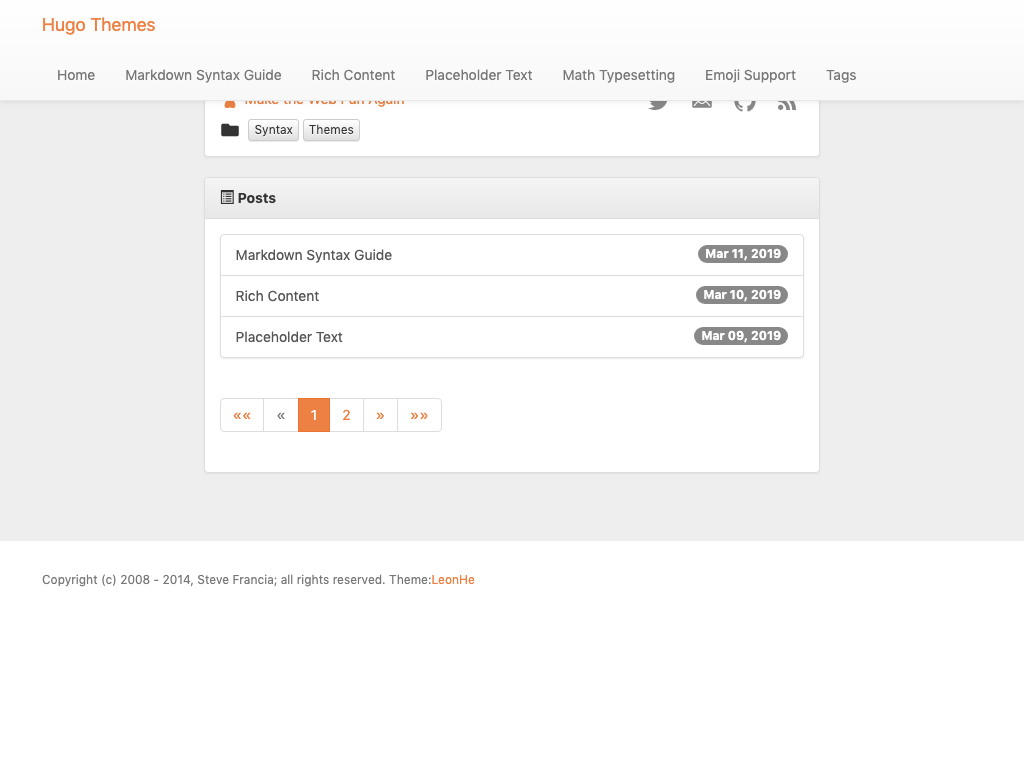 Hugo Themes
Home Markdown Syntax Guide Rich Content Placeholder Text Math Typesetting Emoji Support Tags
Make the Web Fun Again
Syntax Themes
Posts
Markdown Syntax Guide Mar 11, 2019
Rich Content Mar 10, 2019
Placeholder Text Mar 09, 2019
«« « 1 2 » »»
Copyright (c) 2008 - 2014, Steve Francia; all rights reserved. Theme:LeonHe